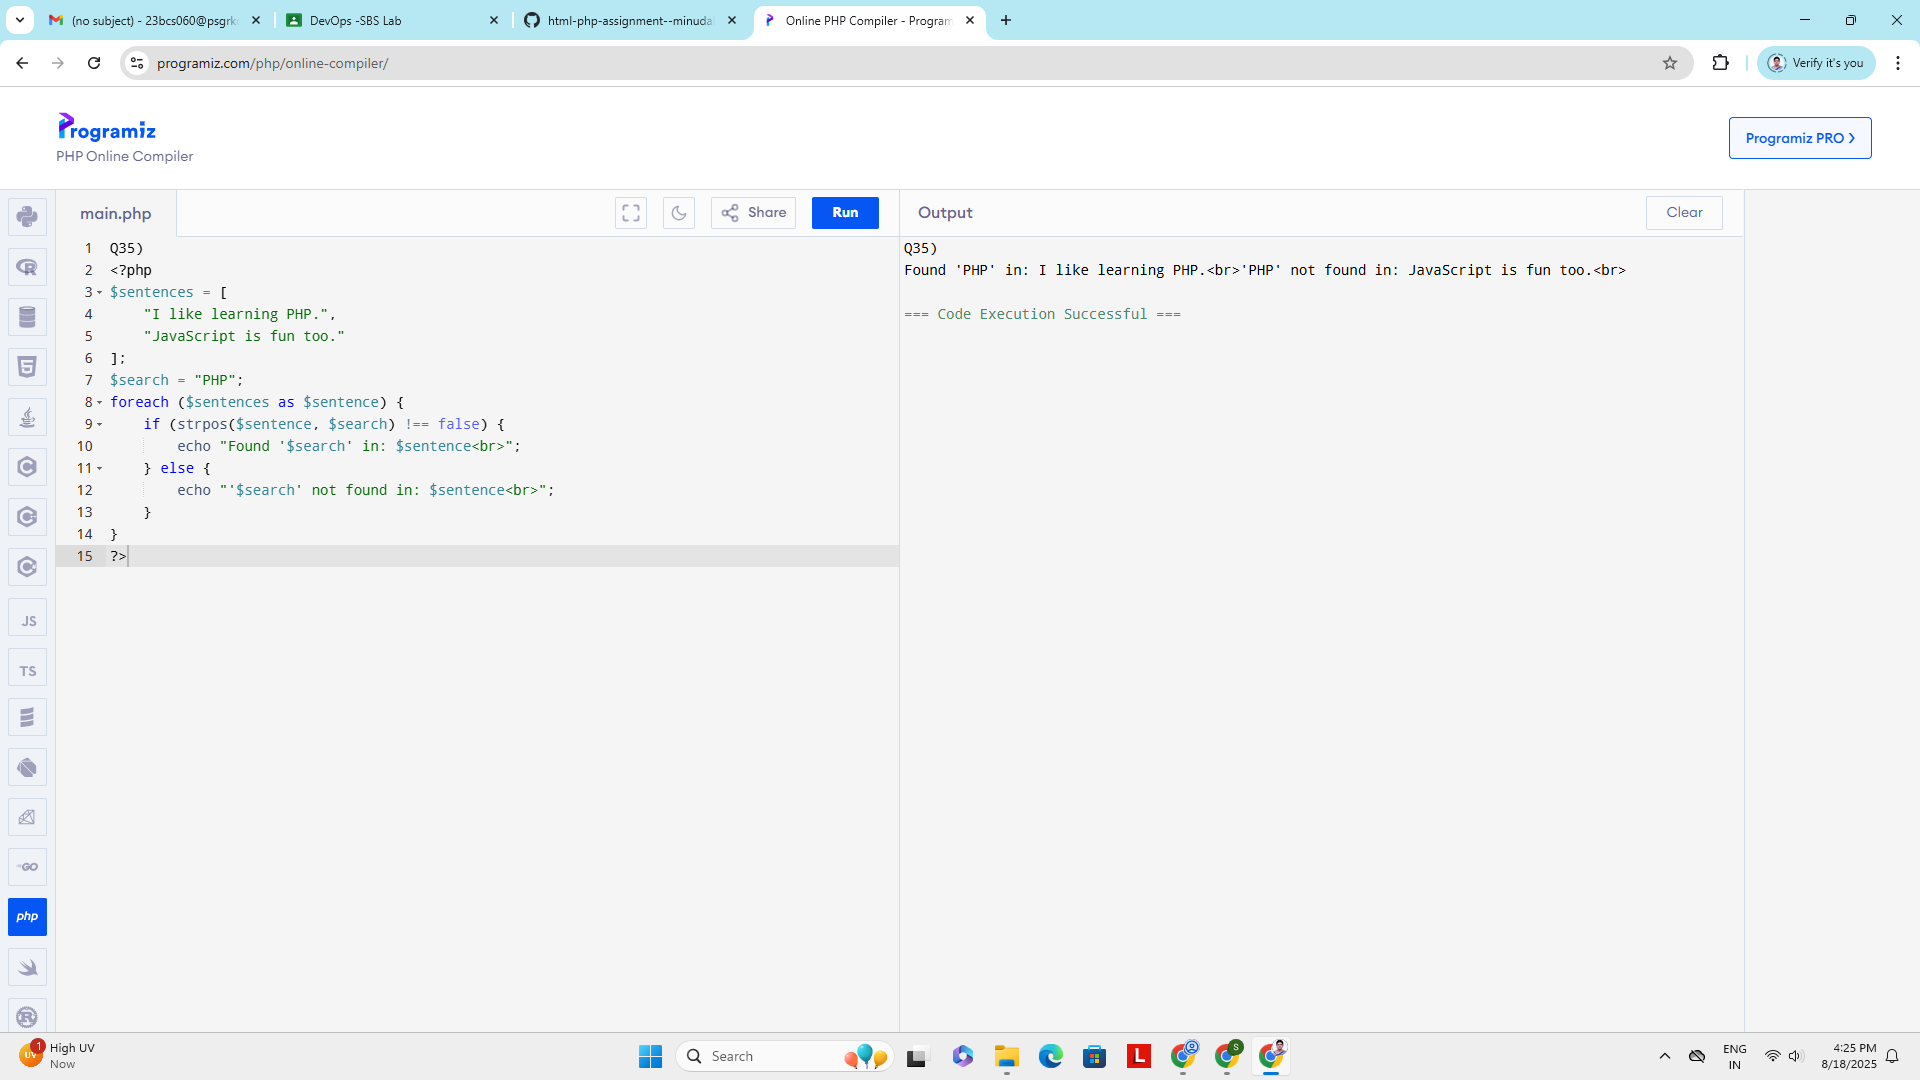 (no subject) - 23bcs060@psgrk
DevOps -SBS Lab
html-php-assignment--minuda
Online PHP Compiler - Program
programiz.com/php/online-compiler/
Verify it's you
Programiz
PHP Online Compiler
Programiz PRO >
main.php
Share
Run
Output
Clear
1 Q35)
2 <?php
3 $sentences = [
4     "I like learning PHP.",
5     "JavaScript is fun too."
6 ];
7 $search = "PHP";
8 foreach ($sentences as $sentence) {
9     if (strpos($sentence, $search) !== false) {
10         echo "Found '$search' in: $sentence<br>";
11     } else {
12         echo "'$search' not found in: $sentence<br>";
13     }
14 }
15 ?>
Q35)
Found 'PHP' in: I like learning PHP.<br>'PHP' not found in: JavaScript is fun too.<br>
=== Code Execution Successful ===
JS
TS
GO
php
UV
1
High UV
Now
Search
L
S
ENG
IN
4:25 PM
8/18/2025